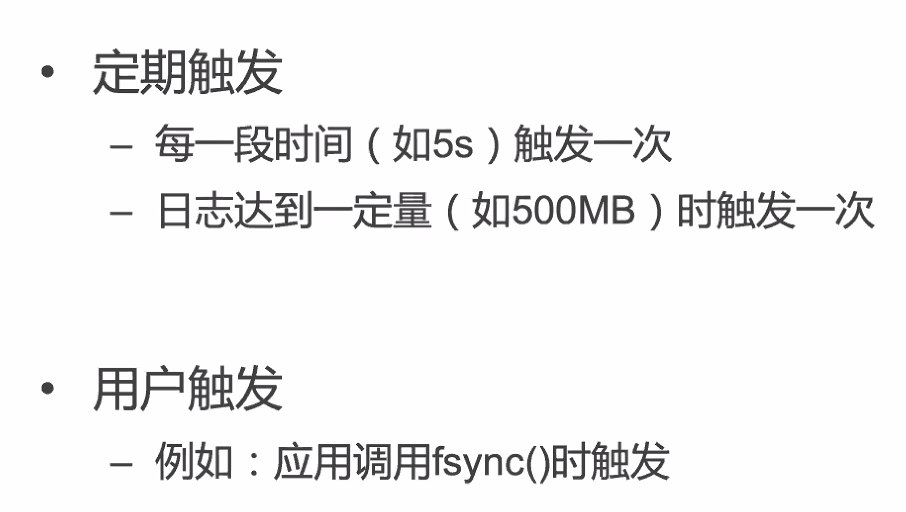 • 定期触发
– 每一段时间（如5s）触发一次
– 日志达到一定量（如500MB）时触发一次
• 用户触发
– 例如：应用调用fsync()时触发